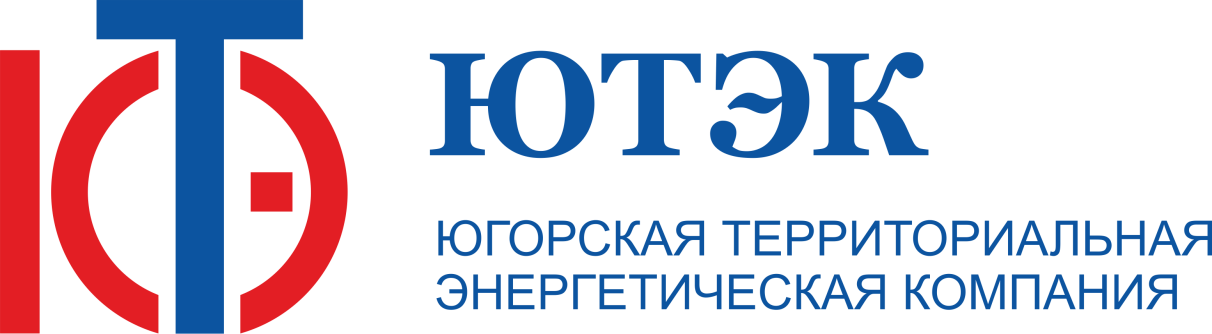 ЮТЭК
ЮГОРСКАЯ ТЕРРИТОРИАЛЬНАЯ
ЭНЕРГЕТИЧЕСКАЯ КОМПАНИЯ